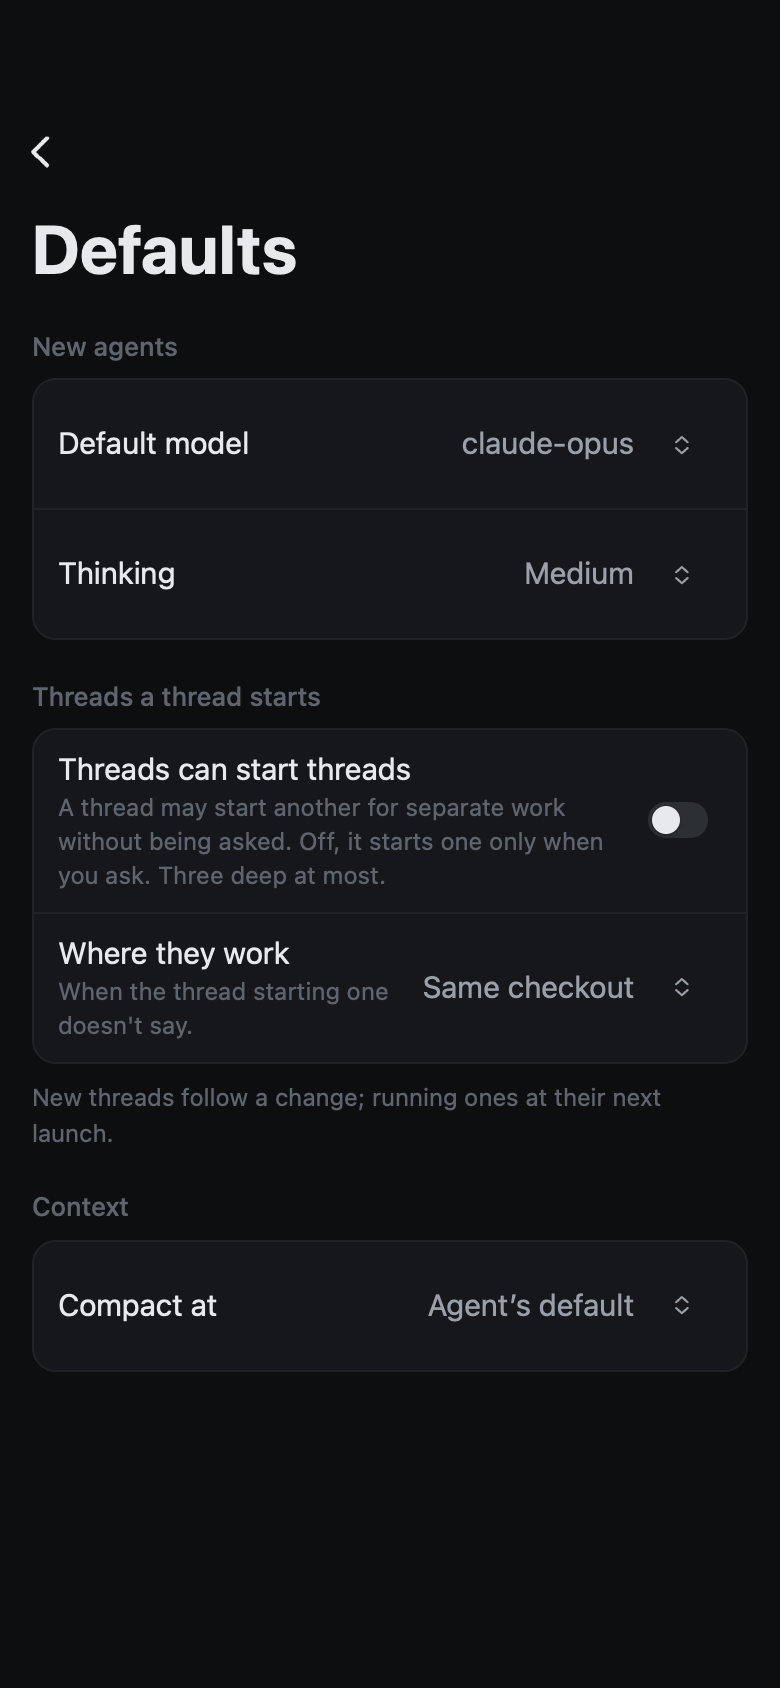 Defaults
New agents
Default model
claude-opus
Thinking
Medium
Threads a thread starts
Threads can start threads
A thread may start another for separate work
without being asked. Off, it starts one only when
you ask. Three deep at most.
Where they work
When the thread starting one
doesn't say.
Same checkout
New threads follow a change; running ones at their next
launch.
Context
Compact at
Agent’s default